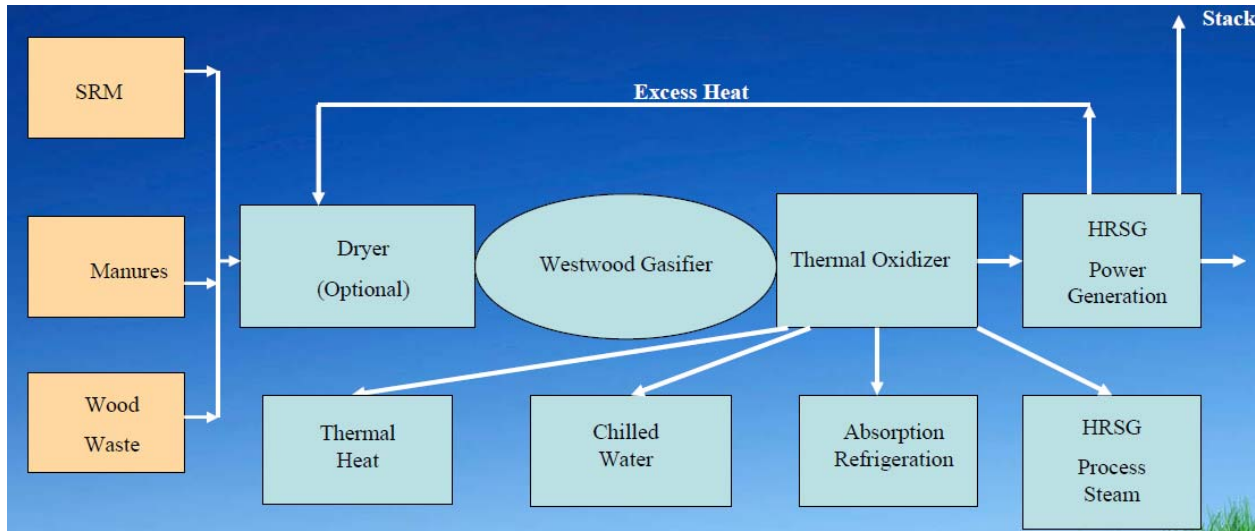 Stack
Excess Heat
SRM
Manures
Wood
Waste
Dryer
(Optional)
Westwood Gasifier
Thermal Oxidizer
HRSG
Power
Generation
Thermal
Heat
Chilled
Water
Absorption
Refrigeration
HRSG
Process
Steam